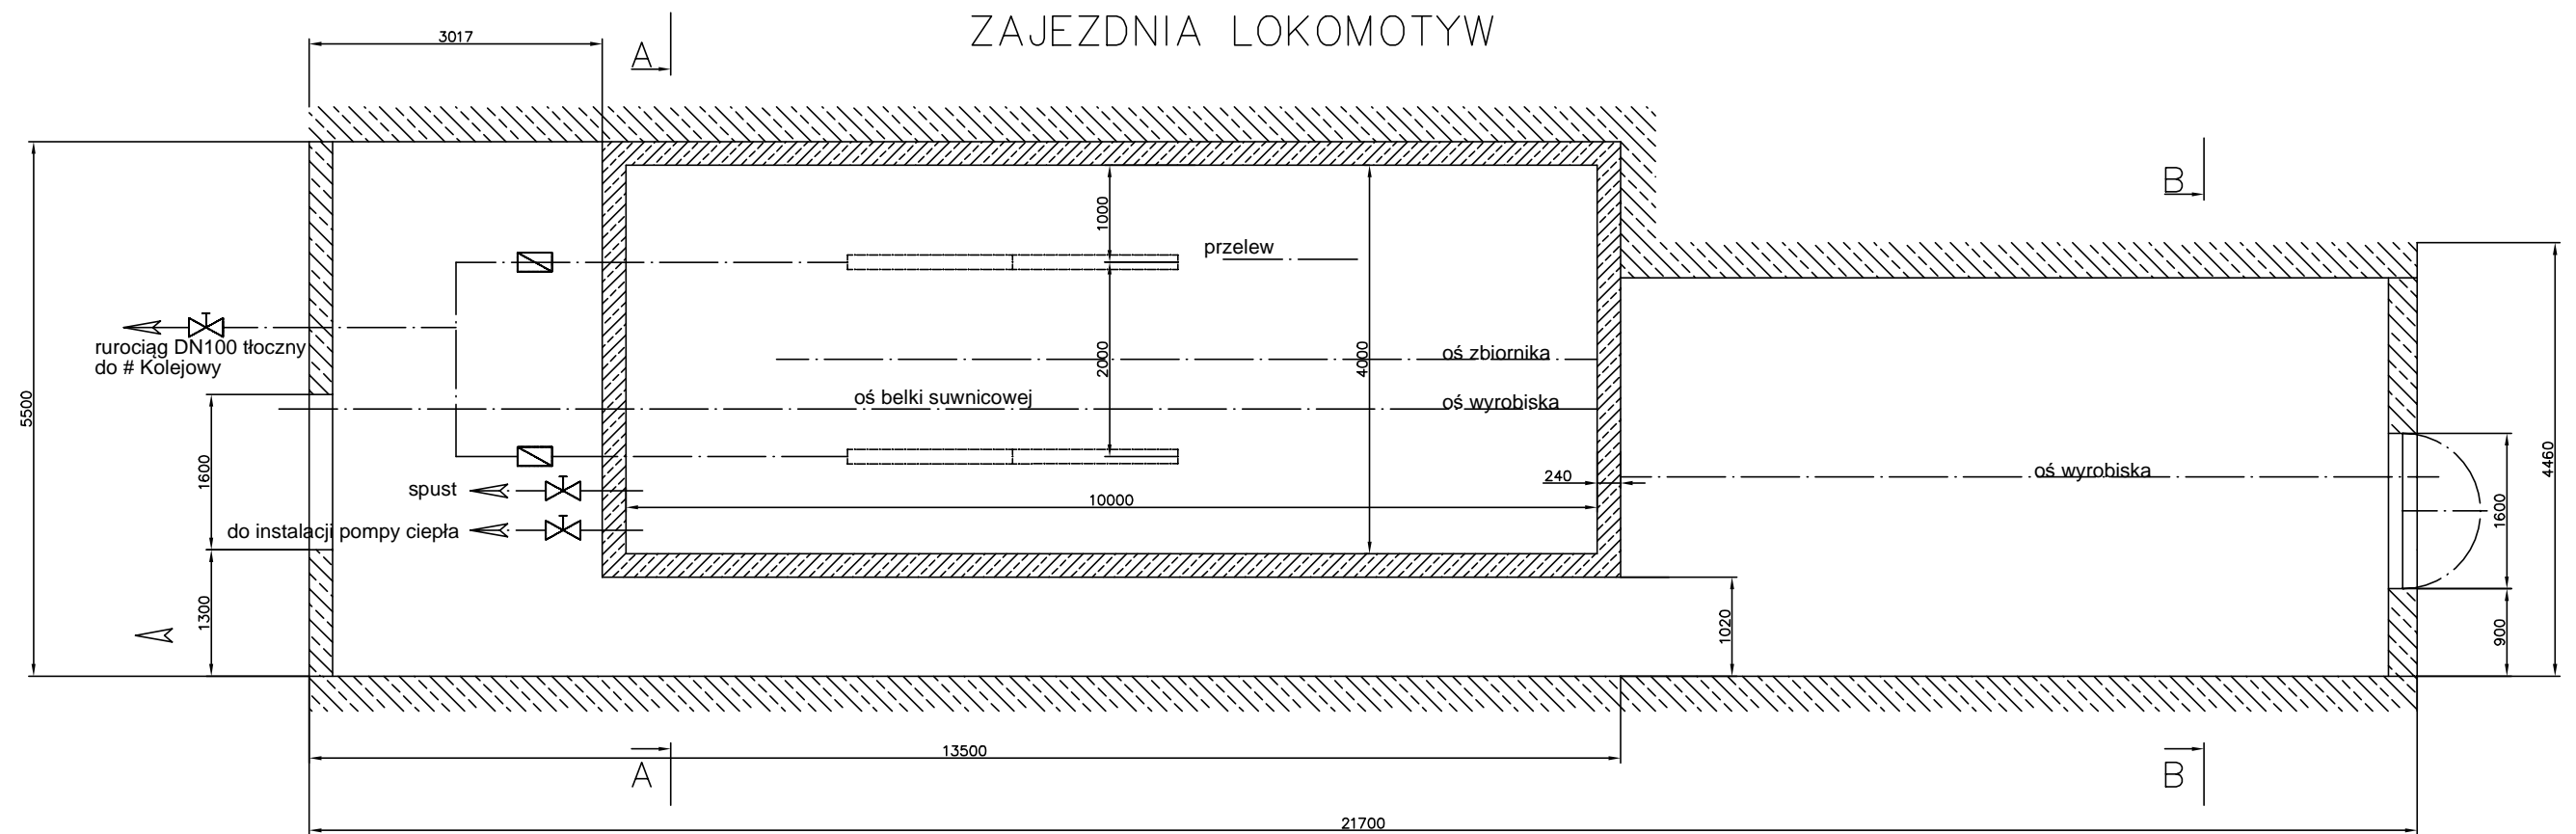 ZAJEZDNIA LOKOMOTYW
3017
A
B
1000
przelew
rurociąg DN100 tłoczny
do # Kolejowy
2000
4000
oś zbiornika
oś belki suwnicowej
oś wyrobiska
5500
1600
4460
240
oś wyrobiska
spust
10000
1600
do instalacji pompy ciepła
1300
1020
900
13500
A
B
21700